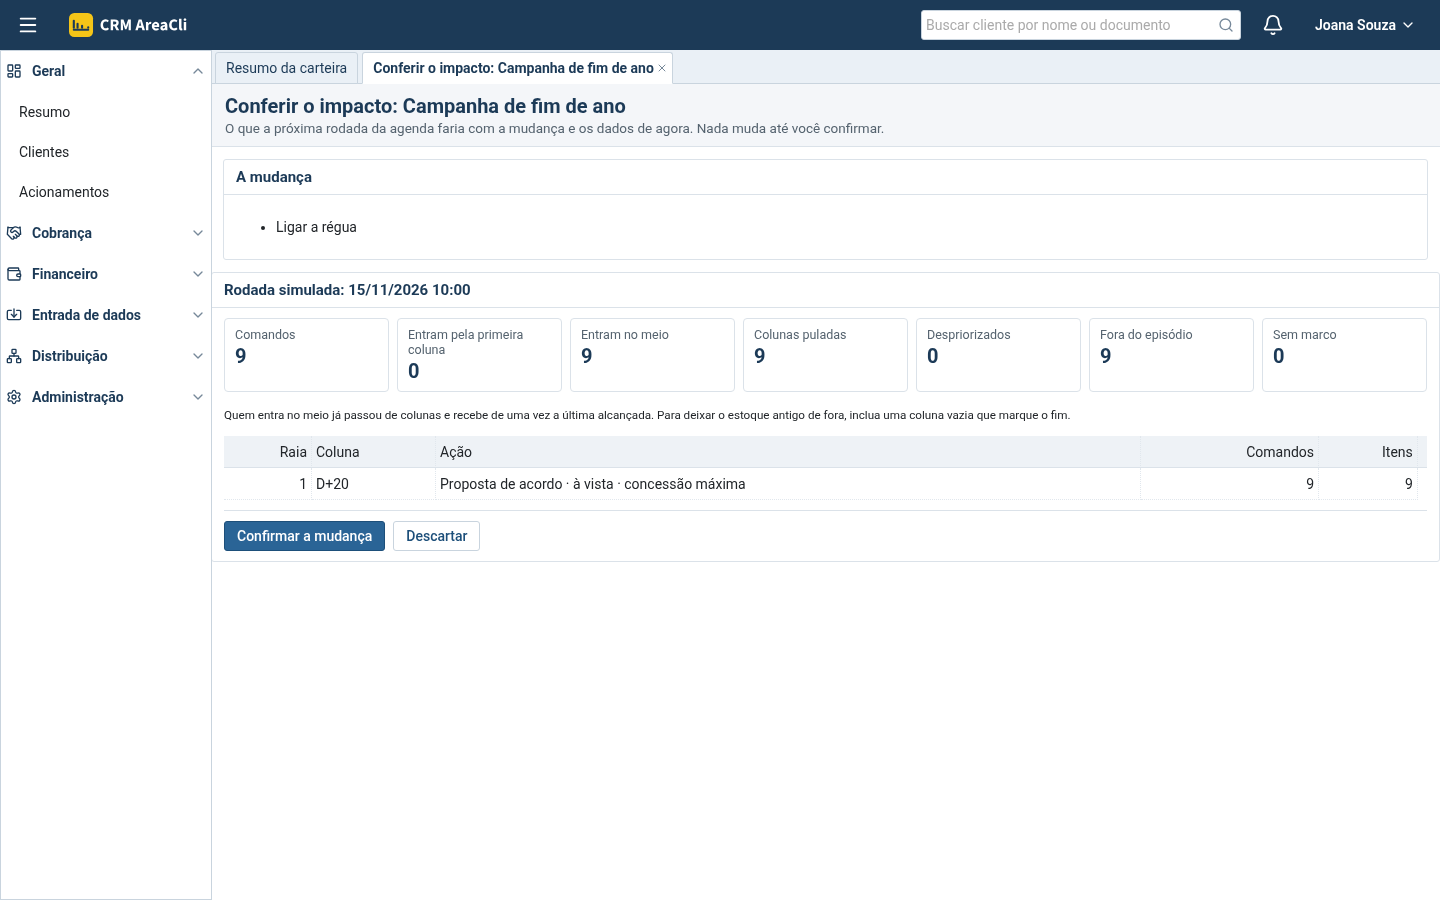 CRM AreaCli
Buscar cliente por nome ou documento
Joana Souza
Geral
Resumo
Clientes
Acionamentos
Cobrança
Financeiro
Entrada de dados
Distribuição
Administração
Resumo da carteira
Conferir o impacto: Campanha de fim de ano
Conferir o impacto: Campanha de fim de ano
O que a próxima rodada da agenda faria com a mudança e os dados de agora. Nada muda até você confirmar.
A mudança
• Ligar a régua
Rodada simulada: 15/11/2026 10:00
Comandos
9
Entram pela primeira
coluna
0
Entram no meio
9
Colunas puladas
9
Despriorizados
0
Fora do episódio
9
Sem marco
0
Quem entra no meio já passou de colunas e recebe de uma vez a última alcançada. Para deixar o estoque antigo de fora, inclua uma coluna vazia que marque o fim.
Raia Coluna Ação Comandos Itens
1 D+20 Proposta de acordo · à vista · concessão máxima 9 9
Confirmar a mudança
Descartar